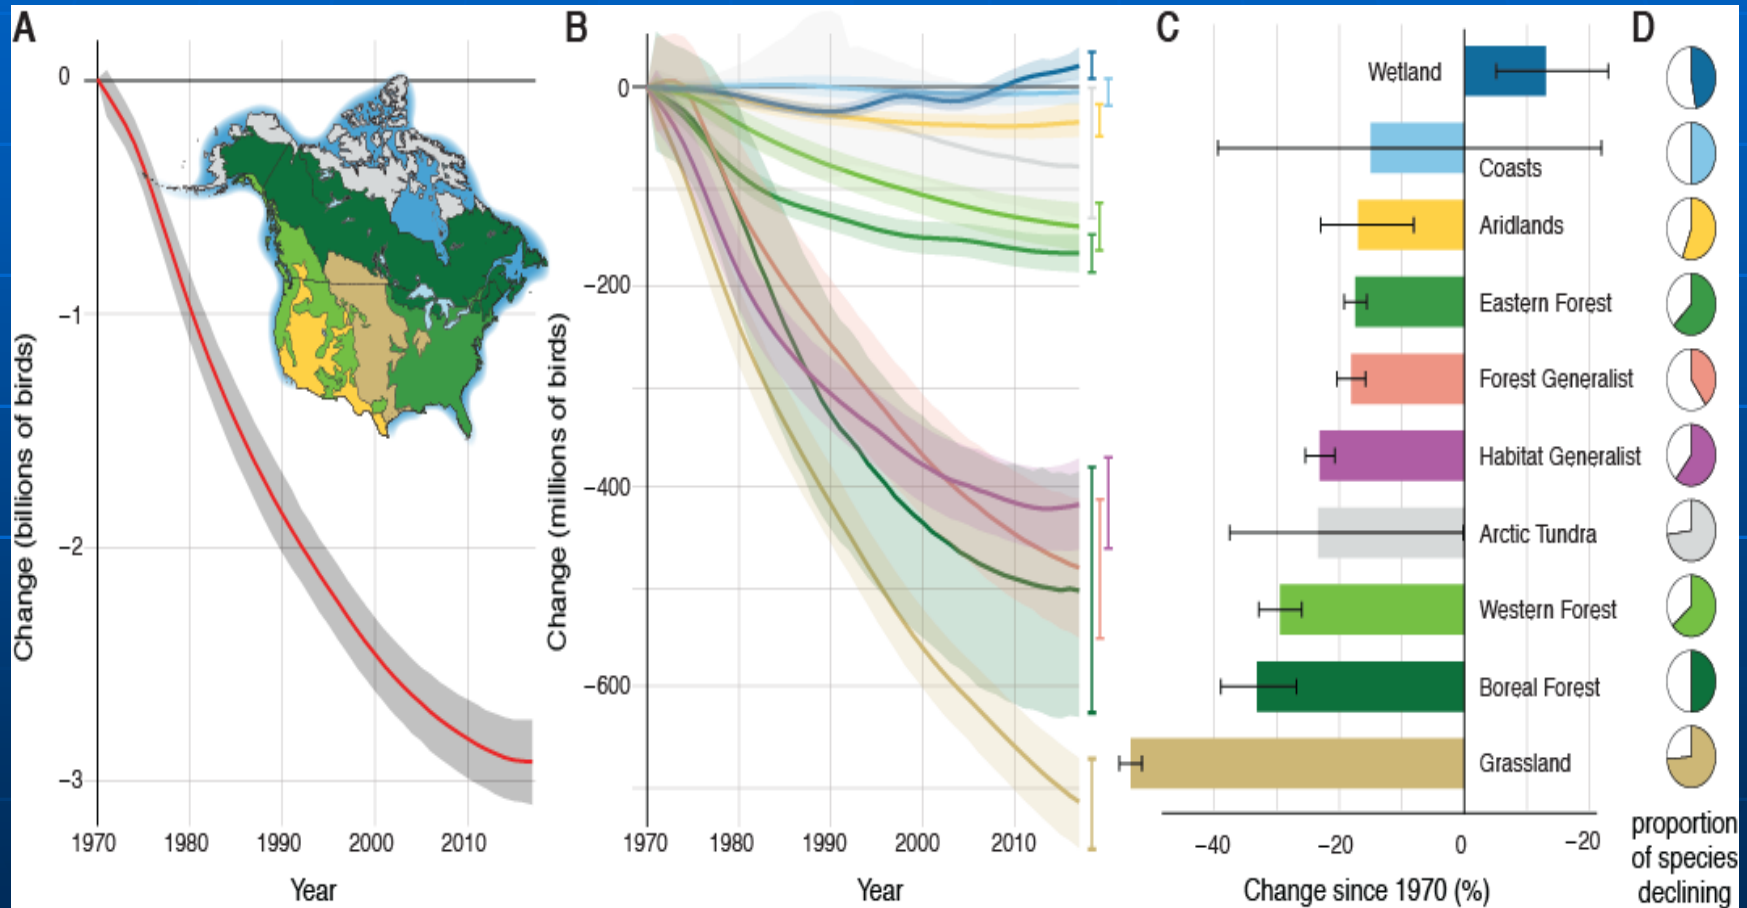 A
Change (billions of birds)
0
−1
−2
−3
1970 1980 1990 2000 2010
Year
B
Change (millions of birds)
0
−200
−400
−600
1970 1980 1990 2000 2010
Year
C
Wetland
Coasts
Aridlands
Eastern Forest
Forest Generalist
Habitat Generalist
Arctic Tundra
Western Forest
Boreal Forest
Grassland
−40 −20 0 −20
Change since 1970 (%)
D
proportion
of species
declining